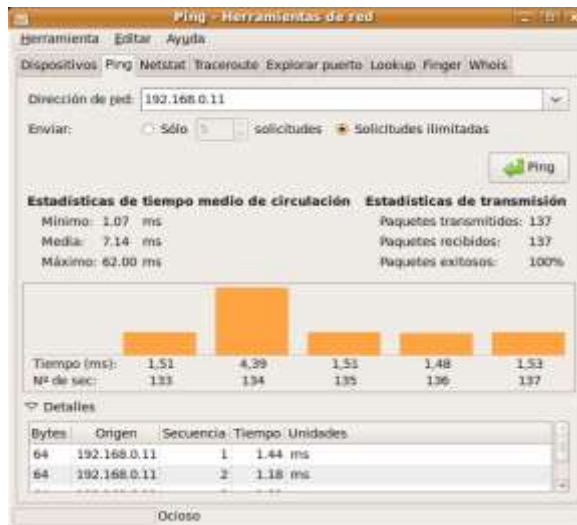 Ping - Herramientas de red
Herramienta Editar Ayuda
Dispositivos Ping Netstat Traceroute Explorar puerto Lookup Finger Whois
Dirección de red: 192.168.0.11
Enviar: Sólo 5 solicitudes Solicitudes ilimitadas
Ping
Estadísticas de tiempo medio de circulación Estadísticas de transmisión
Mínimo: 1.07 ms Paquetes transmitidos: 137
Media: 7.14 ms Paquetes recibidos: 137
Máximo: 62.00 ms Paquetes exitosos: 100%
Tiempo (ms): 1,51 4,39 1,51 1,48 1,53
Nº de sec: 133 134 135 136 137
Detalles
Bytes Origen Secuencia Tiempo Unidades
64 192.168.0.11 1 1.44 ms
64 192.168.0.11 2 1.18 ms
Ocioso